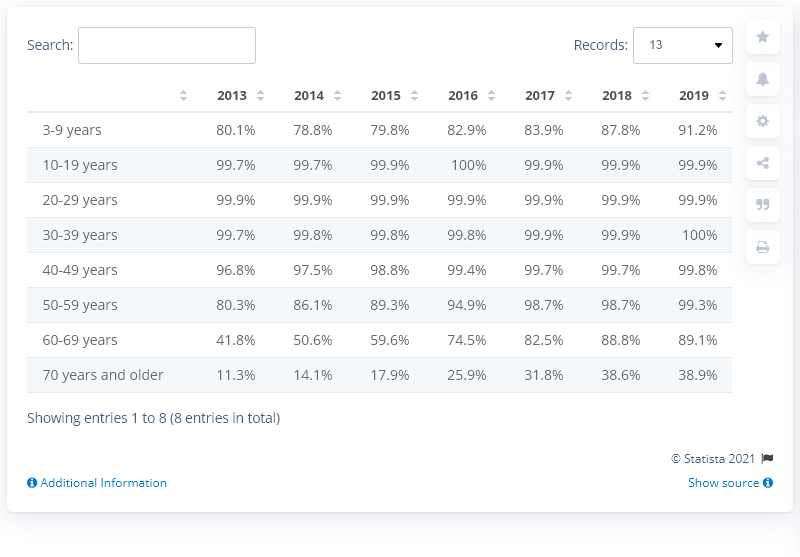 Search: Records: 13
2013 2014 2015 2016 2017 2018 2019
3-9 years 80.1% 78.8% 79.8% 82.9% 83.9% 87.8% 91.2%
10-19 years 99.7% 99.7% 99.9% 100% 99.9% 99.9% 99.9%
20-29 years 99.9% 99.9% 99.9% 99.9% 99.9% 99.9% 99.9%
30-39 years 99.7% 99.8% 99.8% 99.8% 99.9% 99.9% 100%
40-49 years 96.8% 97.5% 98.8% 99.4% 99.7% 99.7% 99.8%
50-59 years 80.3% 86.1% 89.3% 94.9% 98.7% 98.7% 99.3%
60-69 years 41.8% 50.6% 59.6% 74.5% 82.5% 88.8% 89.1%
70 years and older 11.3% 14.1% 17.9% 25.9% 31.8% 38.6% 38.9%
Showing entries 1 to 8 (8 entries in total)
© Statista 2021
Additional Information Show source